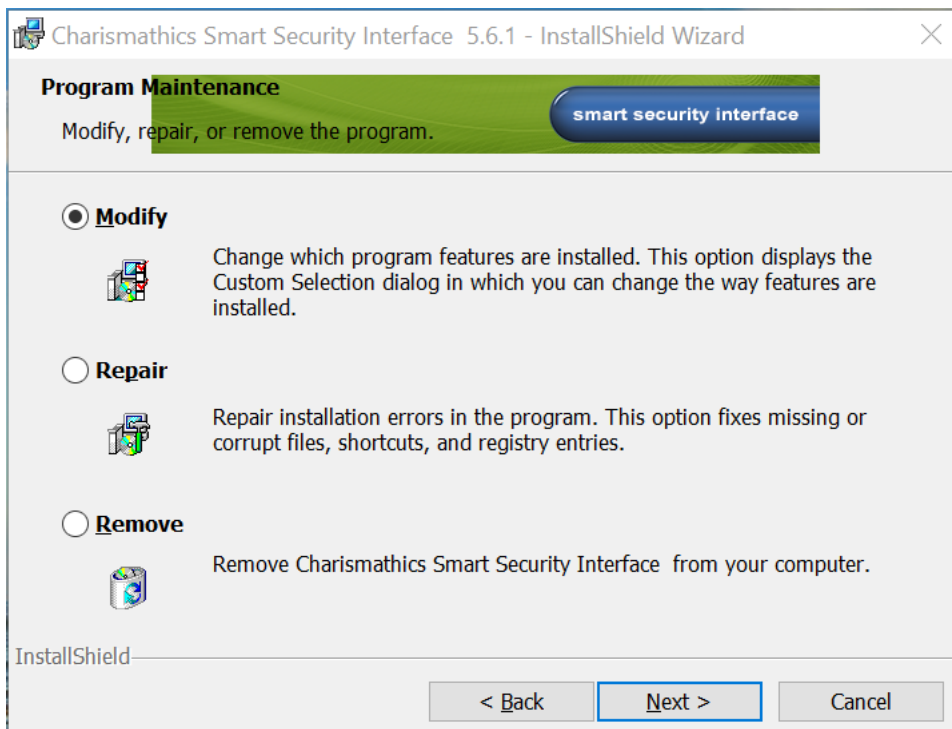 Charismathics Smart Security Interface  5.6.1 - InstallShield Wizard
Program Maintenance
Modify, repair, or remove the program.
smart security interface
Modify
Change which program features are installed. This option displays the
Custom Selection dialog in which you can change the way features are
installed.
Repair
Repair installation errors in the program. This option fixes missing or
corrupt files, shortcuts, and registry entries.
Remove
Remove Charismathics Smart Security Interface  from your computer.
InstallShield
< Back
Next >
Cancel